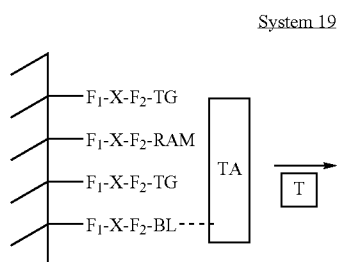 System 19
F₁-X-F₂-TG
F₁-X-F₂-RAM
TA
T
F₁-X-F₂-TG
F₁-X-F₂-BL